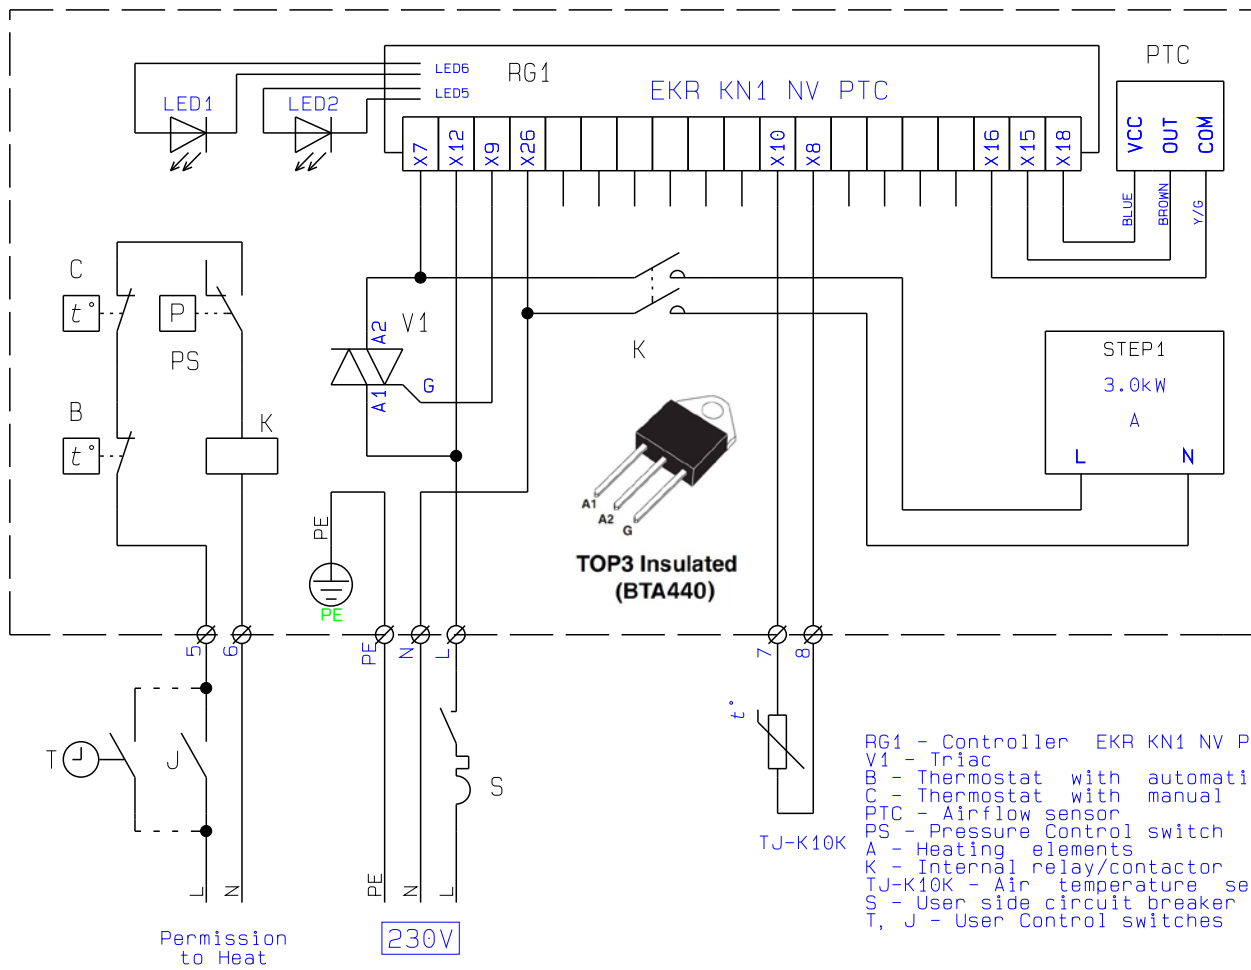 PTC
LED6
RG1
EKR KN1 NV PTC
LED5
LED1
LED2
X7
X12
X9
X26
X10
X8
X16
X15
X18
VCC
OUT
COM
BLUE
BROWN
Y/G
C
t°
P
PS
A2
V1
K
A1
G
STEP1
3.0kW
A
L
N
B
t°
K
A1
A2
G
TOP3 Insulated
(BTA440)
PE
PE
5
6
PE
N
L
7
8
t°
T
J
S
TJ-K10K
RG1 - Controller EKR KN1 NV P
V1 - Triac
B - Thermostat with automati
C - Thermostat with manual
PTC - Airflow sensor
PS - Pressure Control switch
A - Heating elements
K - Internal relay/contactor
TJ-K10K - Air temperature se
S - User side circuit breaker
T, J - User Control switches
L
N
PE
N
L
Permission
to Heat
230V